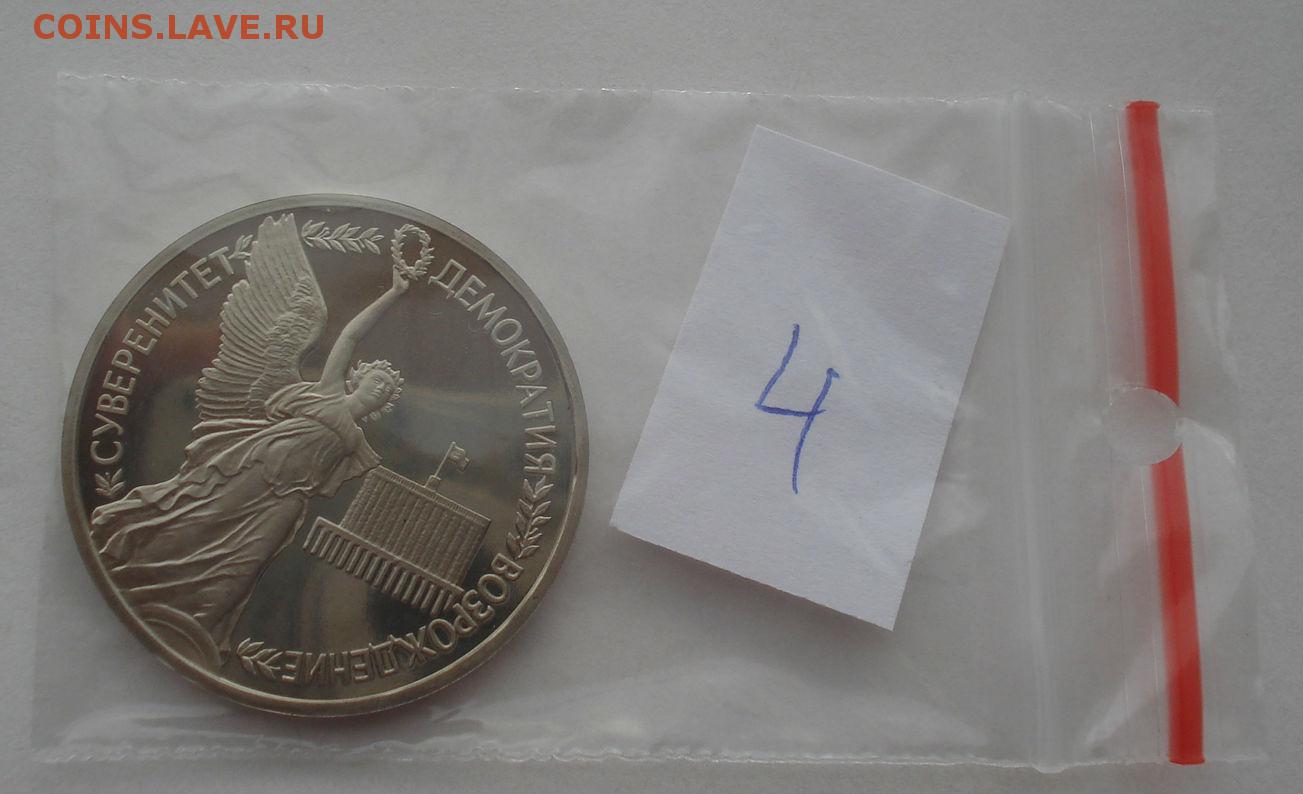 COINS.LAVE.RU
СУВЕРЕНИТЕТ
ДЕМОКРАТИЯ
ВОЗРОЖДЕНИЕ
4